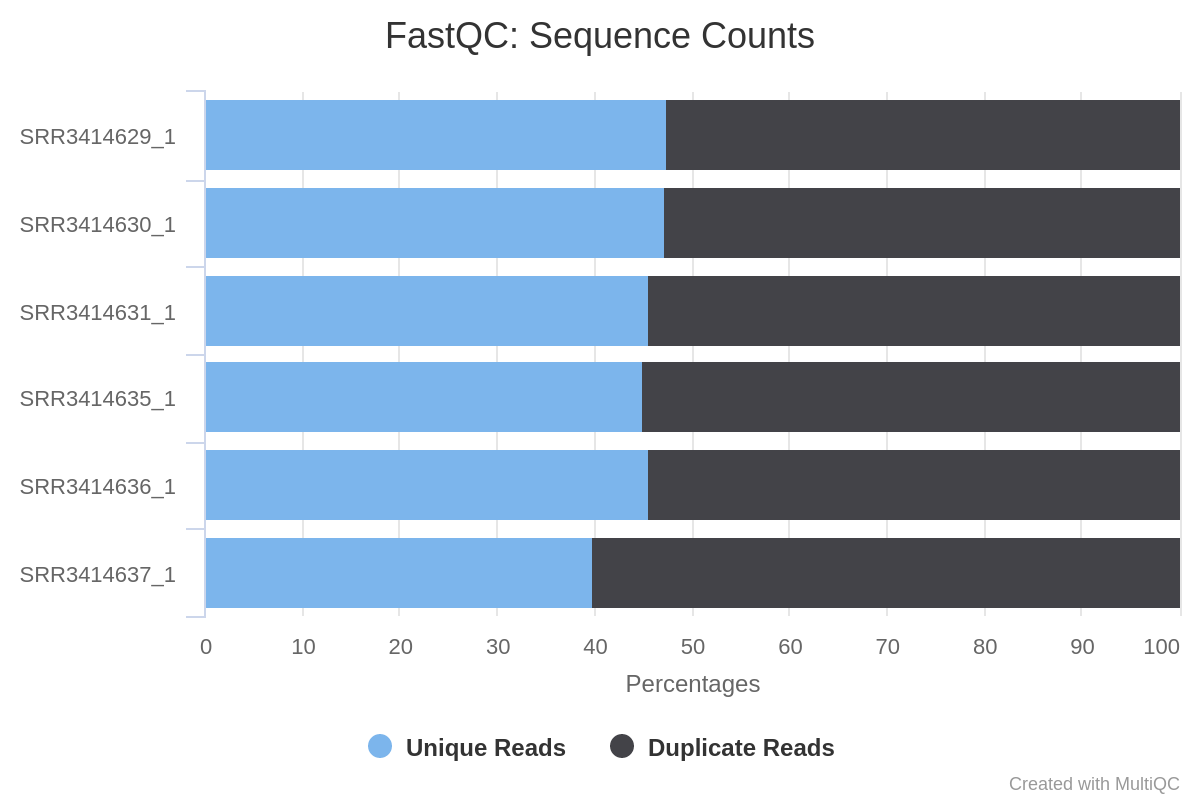 FastQC: Sequence Counts
SRR3414629_1
SRR3414630_1
SRR3414631_1
SRR3414635_1
SRR3414636_1
SRR3414637_1
0 10 20 30 40 50 60 70 80 90 100
Percentages
Unique Reads Duplicate Reads
Created with MultiQC